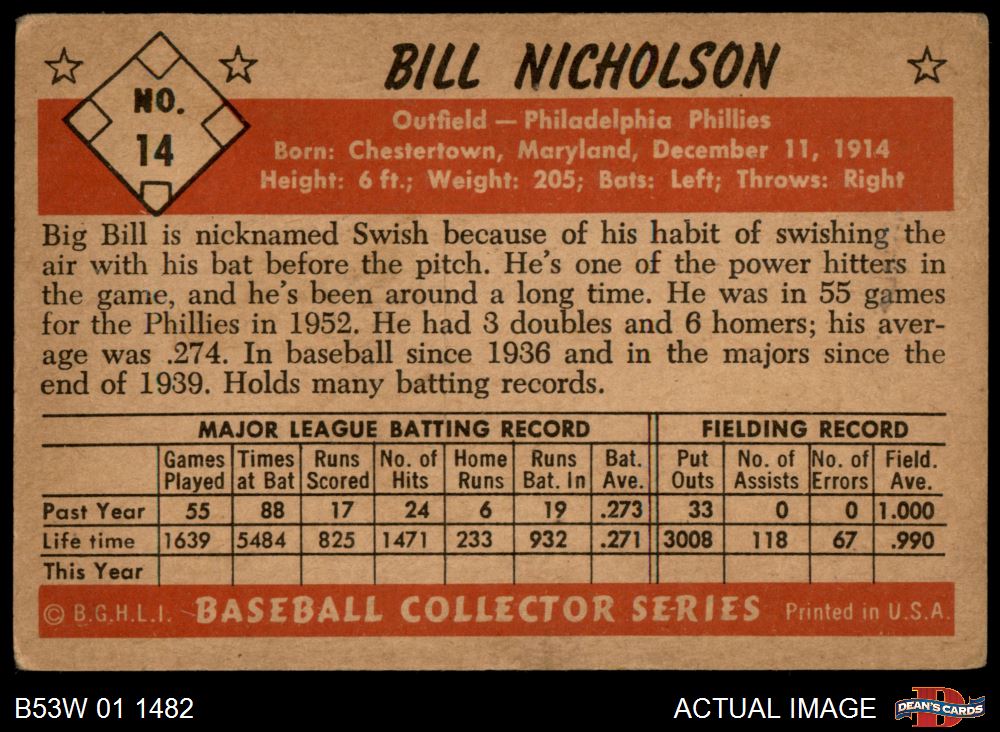 BILL NICHOLSON
NO.
14
Outfield — Philadelphia Phillies
Born: Chestertown, Maryland, December 11, 1914
Height: 6 ft.; Weight: 205; Bats: Left; Throws: Right
Big Bill is nicknamed Swish because of his habit of swishing the
air with his bat before the pitch. He's one of the power hitters in
the game, and he's been around a long time. He was in 55 games
for the Phillies in 1952. He had 3 doubles and 6 homers; his aver-
age was .274. In baseball since 1936 and in the majors since the
end of 1939. Holds many batting records.
MAJOR LEAGUE BATTING RECORD FIELDING RECORD
Games Times Runs No. of Home Runs Bat. Put No. of No. of Field.
Played at Bat Scored Hits Runs Bat. In Ave. Outs Assists Errors Ave.
Past Year 55 88 17 24 6 19 .273 33 0 0 1.000
Life time 1639 5484 825 1471 233 932 .271 3008 118 67 .990
This Year
© B.G.H.L.I. BASEBALL COLLECTOR SERIES Printed in U.S.A.
B53W 01 1482 ACTUAL IMAGE DEAN'S CARDS